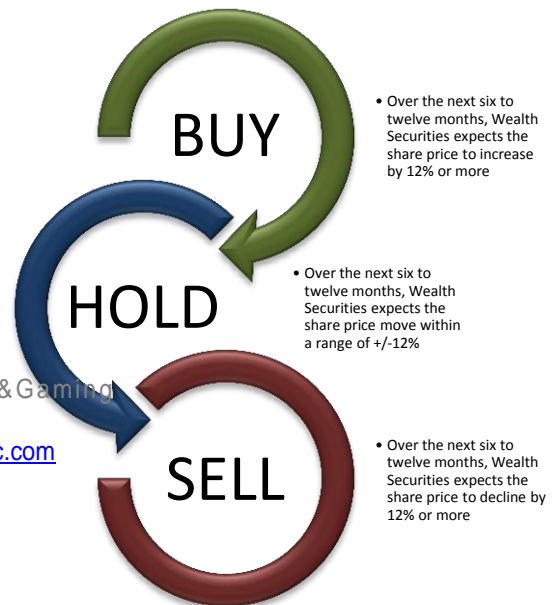 BUY
• Over the next six to
twelve months, Wealth
Securities expects the
share price to increase
by 12% or more
HOLD
• Over the next six to
twelve months, Wealth
Securities expects the
share price move within
a range of +/-12%
&Gaming
c.com
SELL
• Over the next six to
twelve months, Wealth
Securities expects the
share price to decline by
12% or more